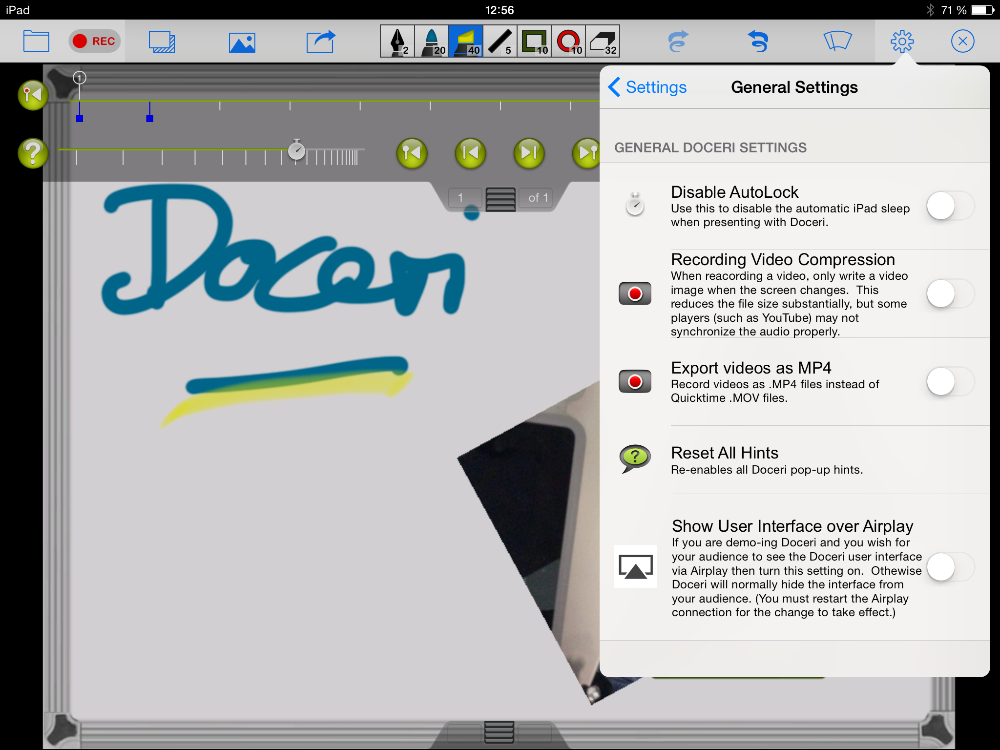 iPad 12:56 71 %
REC 2 20 40 5 10 10 32
1
Settings General Settings
?
1 of 1
Doceri
GENERAL DOCERI SETTINGS
Disable AutoLock
Use this to disable the automatic iPad sleep
when presenting with Doceri.
Recording Video Compression
When reacording a video, only write a video
image when the screen changes.  This
reduces the file size substantially, but some
players (such as YouTube) may not
synchronize the audio properly.
Export videos as MP4
Record videos as .MP4 files instead of
Quicktime .MOV files.
?
Reset All Hints
Re-enables all Doceri pop-up hints.
Show User Interface over Airplay
If you are demo-ing Doceri and you wish for
your audience to see the Doceri user interface
via Airplay then turn this setting on.  Othewise
Doceri will normally hide the interface from
your audience. (You must restart the Airplay
connection for the change to take effect.)